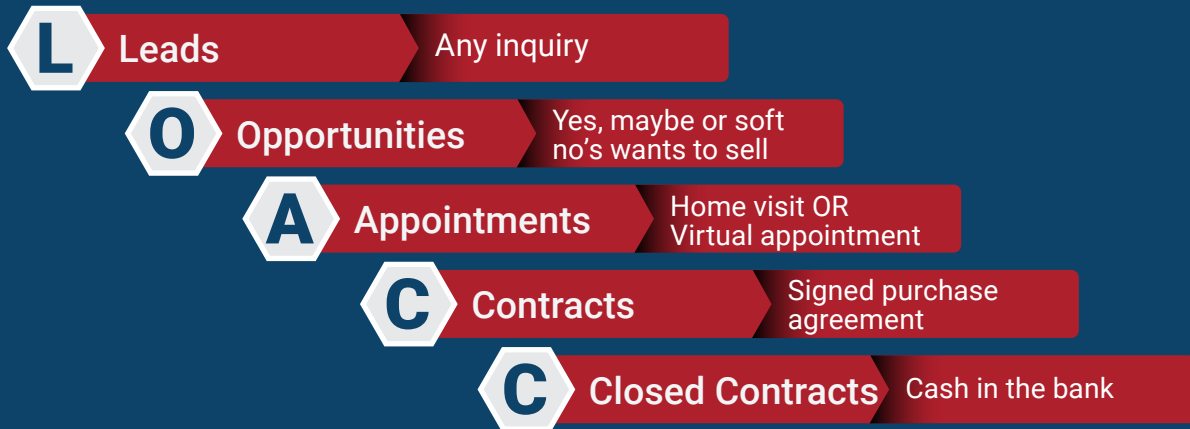 L Leads Any inquiry
O Opportunities Yes, maybe or soft
no's wants to sell
A Appointments Home visit OR
Virtual appointment
C Contracts Signed purchase
agreement
C Closed Contracts Cash in the bank